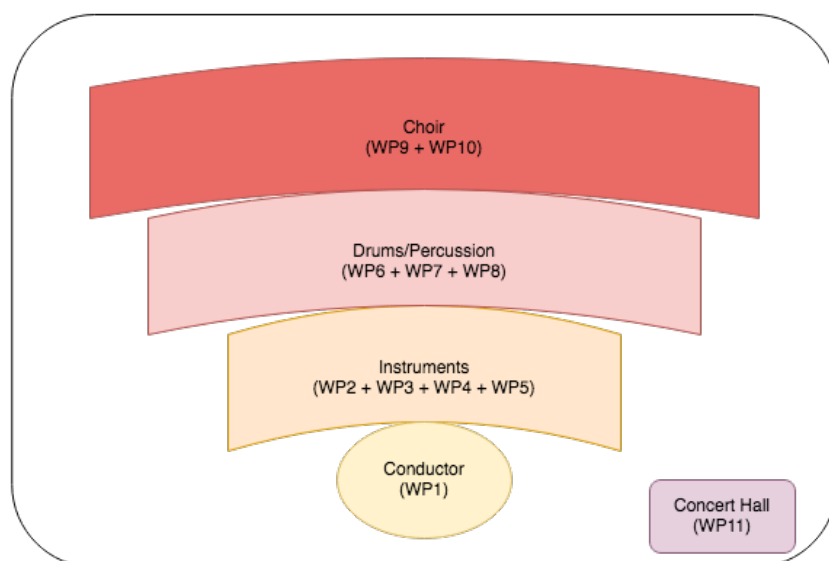 Choir
(WP9 + WP10)
Drums/Percussion
(WP6 + WP7 + WP8)
Instruments
(WP2 + WP3 + WP4 + WP5)
Conductor
(WP1)
Concert Hall
(WP11)